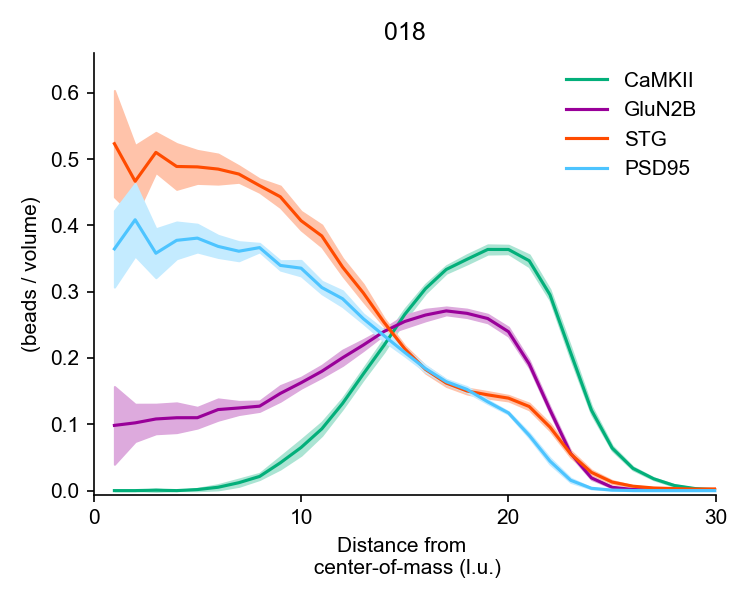 018
CaMKII
GluN2B
STG
PSD95
(beads / volume)
0.6
0.5
0.4
0.3
0.2
0.1
0.0
0
10
20
30
Distance from
center-of-mass (l.u.)